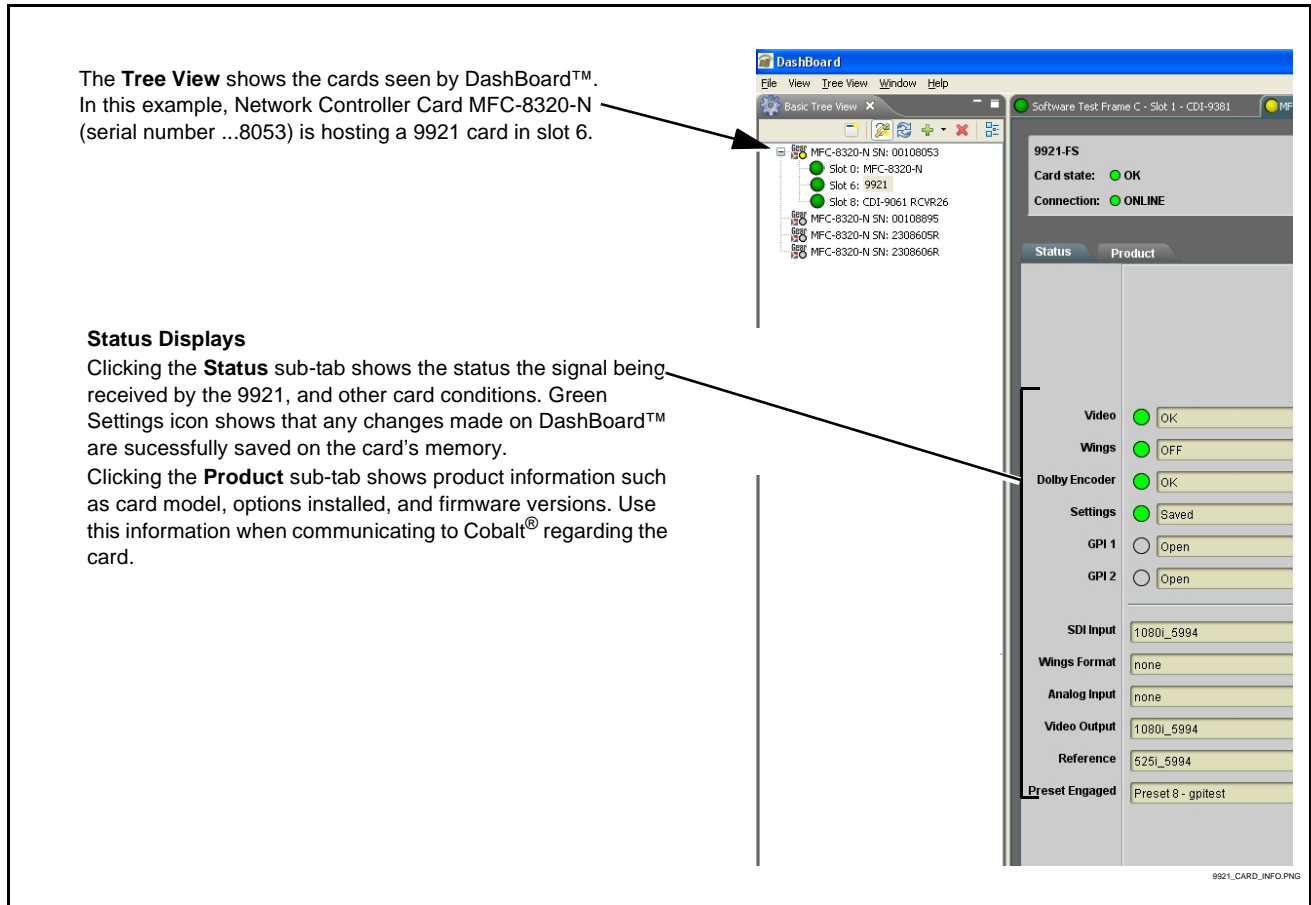 The Tree View shows the cards seen by DashBoard™.
In this example, Network Controller Card MFC-8320-N
(serial number ...8053) is hosting a 9921 card in slot 6.
Status Displays
Clicking the Status sub-tab shows the status the signal being
received by the 9921, and other card conditions. Green
Settings icon shows that any changes made on DashBoard™
are sucessfully saved on the card's memory.
Clicking the Product sub-tab shows product information such
as card model, options installed, and firmware versions. Use
this information when communicating to Cobalt® regarding the
card.
DashBoard
File View Tree View Window Help
Basic Tree View
MFC-8320-N SN: 00108053
Slot 0: MFC-8320-N
Slot 6: 9921
Slot 8: CDI-9061 RCVR26
MFC-8320-N SN: 00108895
MFC-8320-N SN: 2308605R
MFC-8320-N SN: 2308606R
Software Test Frame C - Slot 1 - CDI-9381 MF
9921-FS
Card state: OK
Connection: ONLINE
Status Product
Video OK
Wings OFF
Dolby Encoder OK
Settings Saved
GPI 1 Open
GPI 2 Open
SDI Input 1080i_5994
Wings Format none
Analog Input none
Video Output 1080i_5994
Reference 525i_5994
Preset Engaged Preset 8 - gpitest
9921_CARD_INFO.PNG